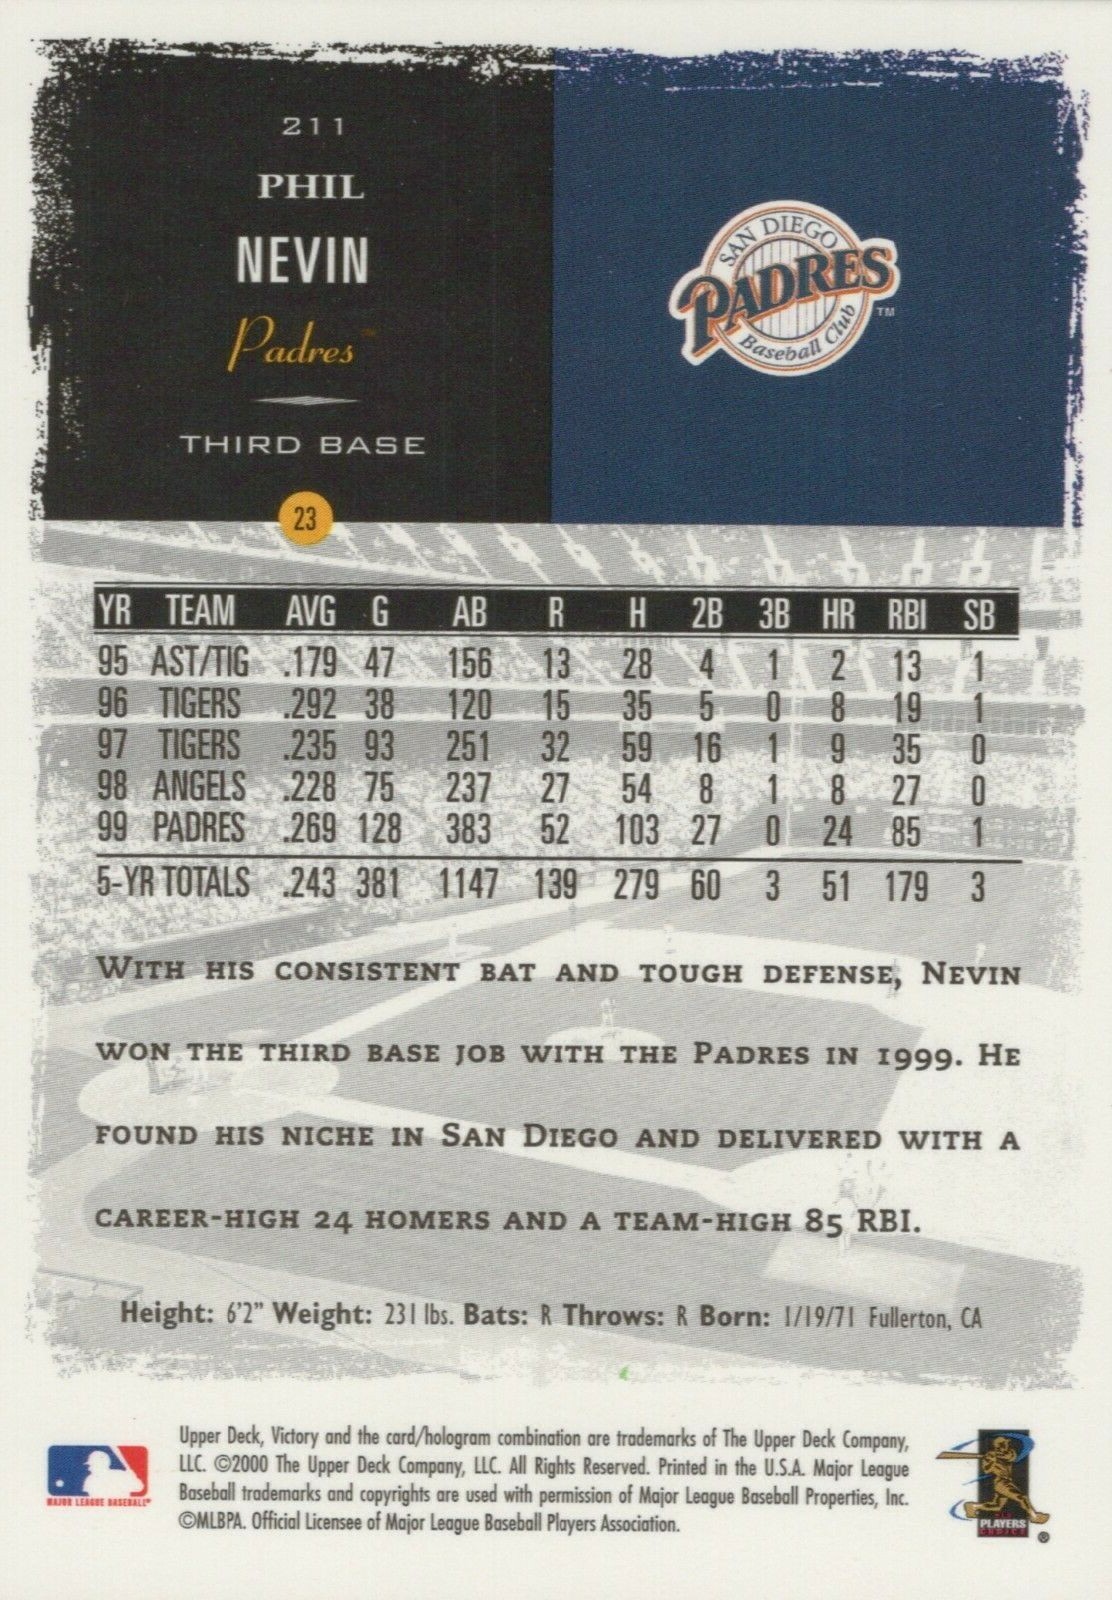 211
PHIL
NEVIN
Padres™
THIRD BASE
SAN DIEGO
PADRES
Baseball Club
TM
23
YR TEAM AVG G AB R H 2B 3B HR RBI SB
95 AST/TIG .179 47 156 13 28 4 1 2 13 1
96 TIGERS .292 38 120 15 35 5 0 8 19 1
97 TIGERS .235 93 251 32 59 16 1 9 35 0
98 ANGELS .228 75 237 27 54 8 1 8 27 0
99 PADRES .269 128 383 52 103 27 0 24 85 1
5-YR TOTALS .243 381 1147 139 279 60 3 51 179 3
With his consistent bat and tough defense, Nevin
won the third base job with the Padres in 1999. He
found his niche in San Diego and delivered with a
career-high 24 homers and a team-high 85 RBI.
Height: 6'2" Weight: 231 lbs. Bats: R Throws: R Born: 1/19/71 Fullerton, CA
Upper Deck, Victory and the card/hologram combination are trademarks of The Upper Deck Company,
LLC. ©2000 The Upper Deck Company, LLC. All Rights Reserved. Printed in the U.S.A. Major League
Baseball trademarks and copyrights are used with permission of Major League Baseball Properties, Inc.
©MLBPA. Official Licensee of Major League Baseball Players Association.
MAJOR LEAGUE BASEBALL®
PLAYERS
CHOICE
®